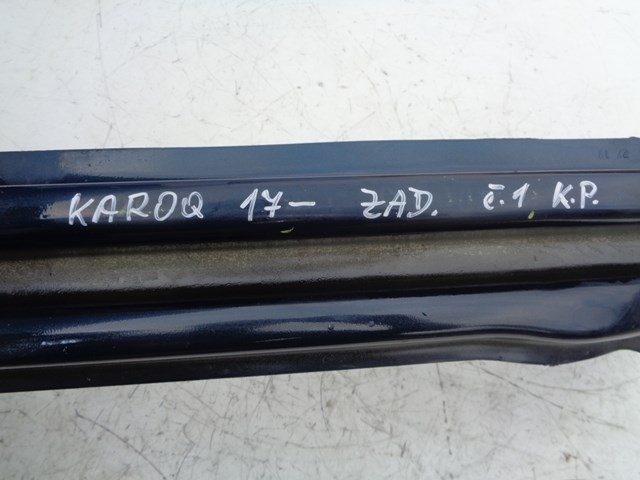 KAROQ 17- ZAD. č.1 K.P.